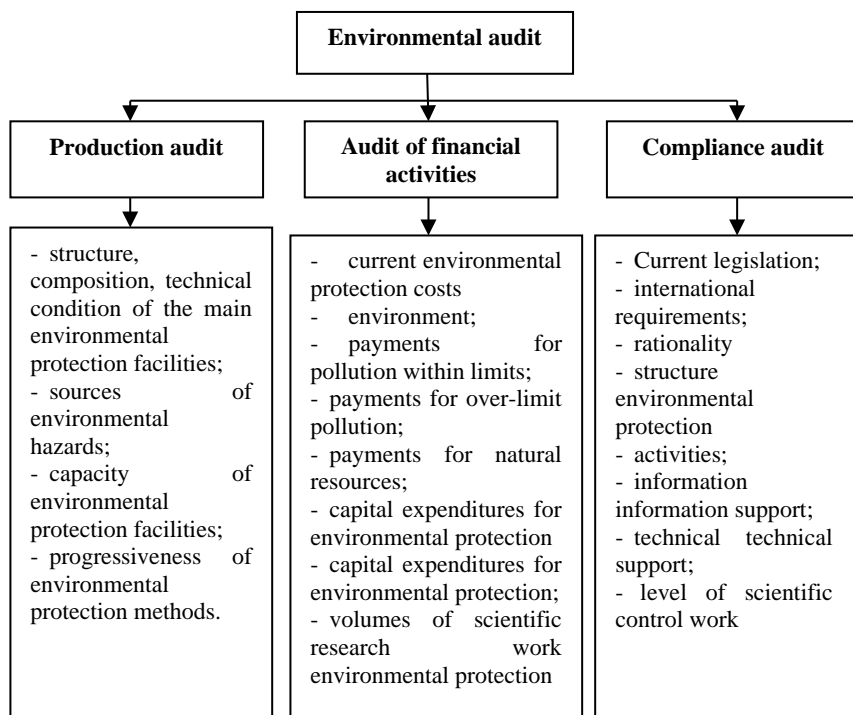 Environmental audit
Production audit
Audit of financial
activities
Compliance audit
- structure,
composition, technical
condition of the main
environmental
protection facilities;
- sources of
environmental
hazards;
- capacity of
environmental
protection facilities;
- progressiveness of
environmental
protection methods.
- current environmental
protection costs
- environment;
- payments for
pollution within limits;
- payments for over-limit
pollution;
- payments for natural
resources;
- capital expenditures for
environmental protection
- capital expenditures for
environmental protection;
- volumes of scientific
research work
environmental protection
- Current legislation;
- international
requirements;
- rationality
- structure
environmental
protection
- activities;
- information
information support;
- technical technical
support;
- level of scientific
control work